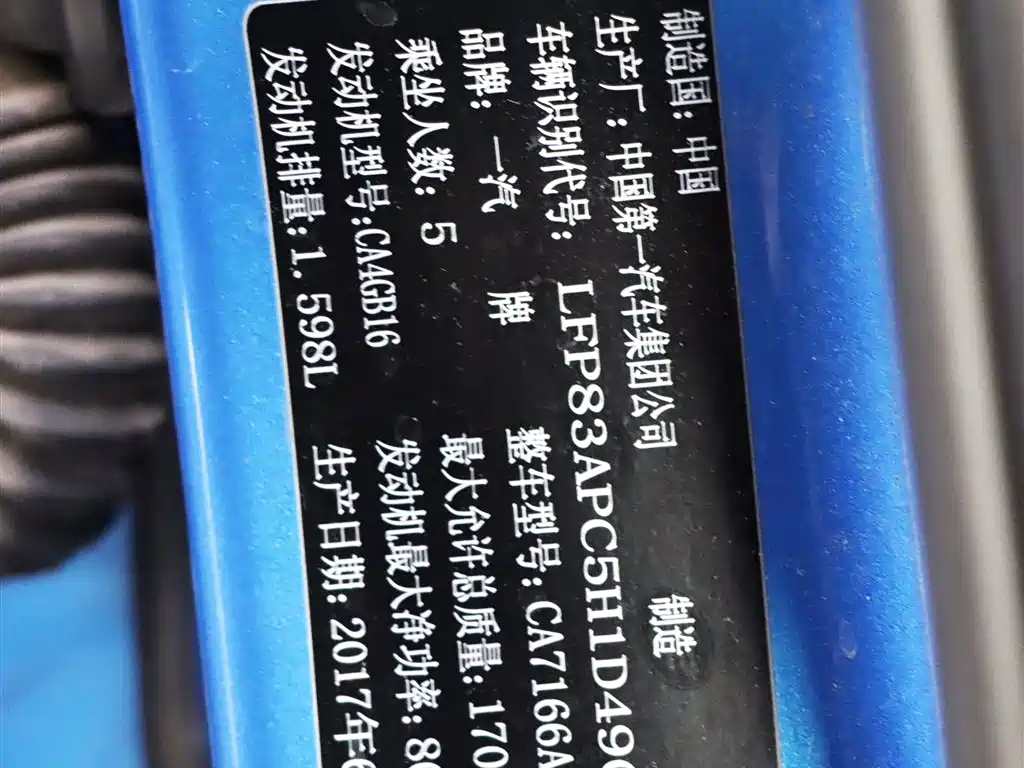 制造国：中国
生产厂：中国第一汽车集团公司 制造
车辆识别代号：LFP83APC5H1D49
品牌：一汽 牌 整车型号：CA7166A
乘坐人数：5 最大允许总质量：170
发动机型号：CA4GB16 发动机最大净功率：8
发动机排量：1.598L 生产日期：2017年6